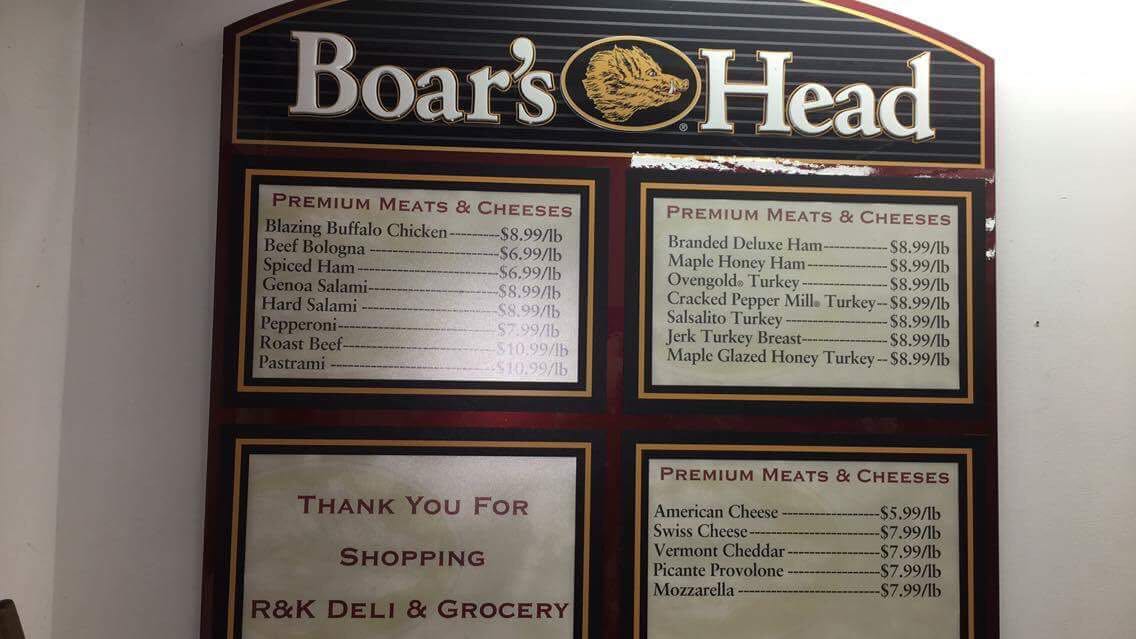 Boar's Head®
PREMIUM MEATS & CHEESES
Blazing Buffalo Chicken----------$8.99/lb
Beef Bologna --------------------------$6.99/lb
Spiced Ham----------------------------$6.99/lb
Genoa Salami--------------------------$8.99/lb
Hard Salami ---------------------------$8.99/lb
Pepperoni-------------------------------$7.99/lb
Roast Beef------------------------------$10.99/lb
Pastrami --------------------------------$10.99/lb
PREMIUM MEATS & CHEESES
Branded Deluxe Ham------------- $8.99/lb
Maple Honey Ham----------------- $8.99/lb
Ovengold® Turkey ------------------ $8.99/lb
Cracked Pepper Mill® Turkey-- $8.99/lb
Salsalito Turkey --------------------- $8.99/lb
Jerk Turkey Breast------------------ $8.99/lb
Maple Glazed Honey Turkey -- $8.99/lb
THANK YOU FOR
SHOPPING
R&K DELI & GROCERY
PREMIUM MEATS & CHEESES
American Cheese --------------------$5.99/lb
Swiss Cheese---------------------------$7.99/lb
Vermont Cheddar-------------------$7.99/lb
Picante Provolone -------------------$7.99/lb
Mozzarella -----------------------------$7.99/lb